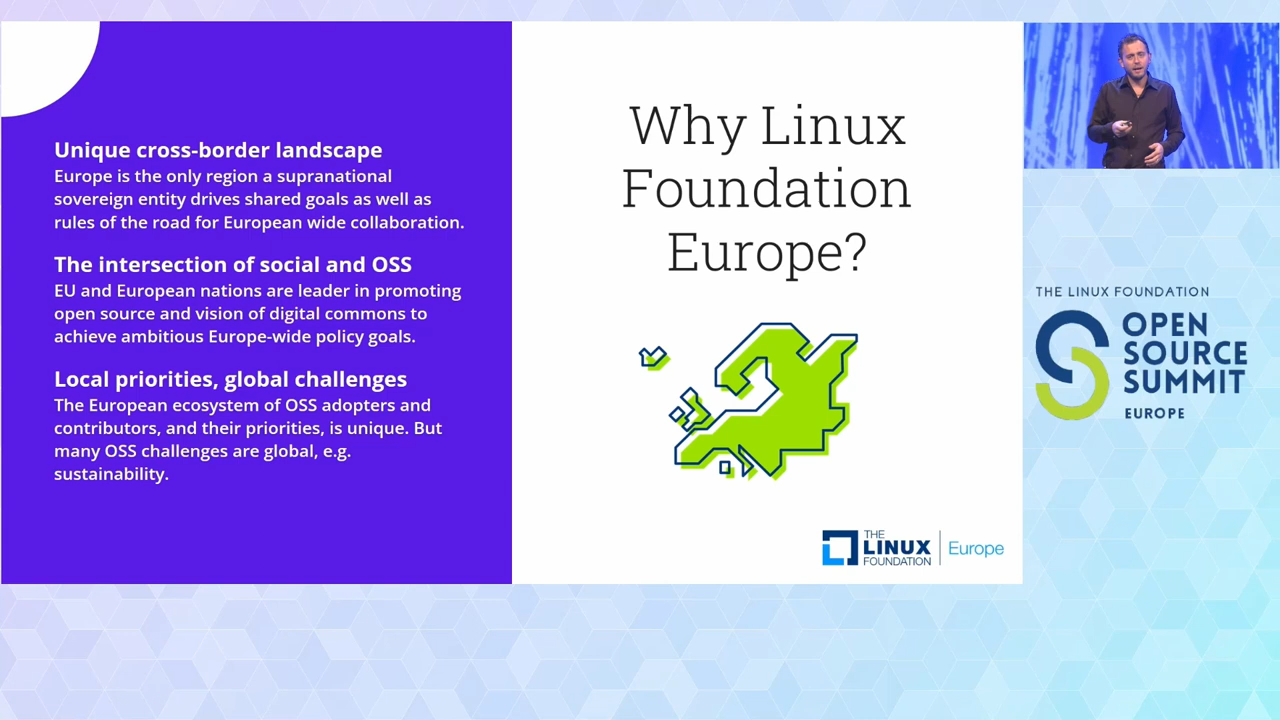 Unique cross-border landscape
Europe is the only region a supranational
sovereign entity drives shared goals as well as
rules of the road for European wide collaboration.
The intersection of social and OSS
EU and European nations are leader in promoting
open source and vision of digital commons to
achieve ambitious Europe-wide policy goals.
Local priorities, global challenges
The European ecosystem of OSS adopters and
contributors, and their priorities, is unique. But
many OSS challenges are global, e.g.
sustainability.
Why Linux
Foundation
Europe?
THE
LINUX
FOUNDATION
Europe
THE LINUX FOUNDATION
OPEN
SOURCE
SUMMIT
EUROPE